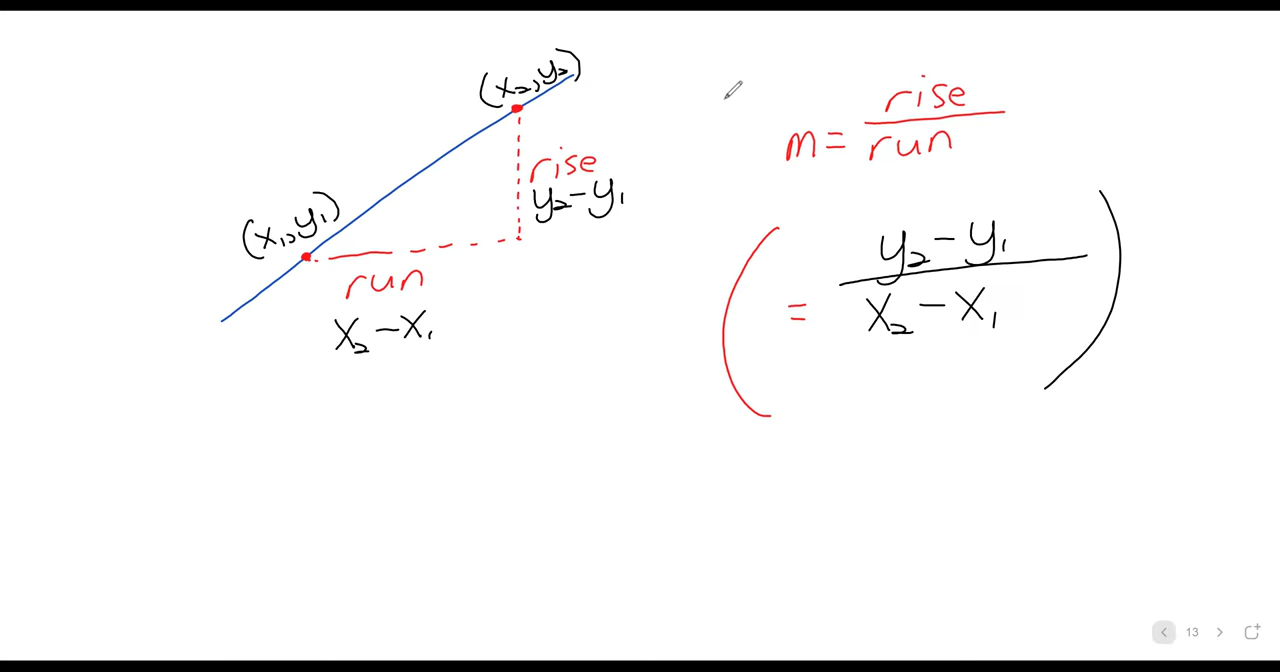 (x₂,y₂)
(x₁,y₁)
rise
y₂-y₁
run
x₂-x₁
m = rise/run
(= y₂-y₁/x₂-x₁)
13